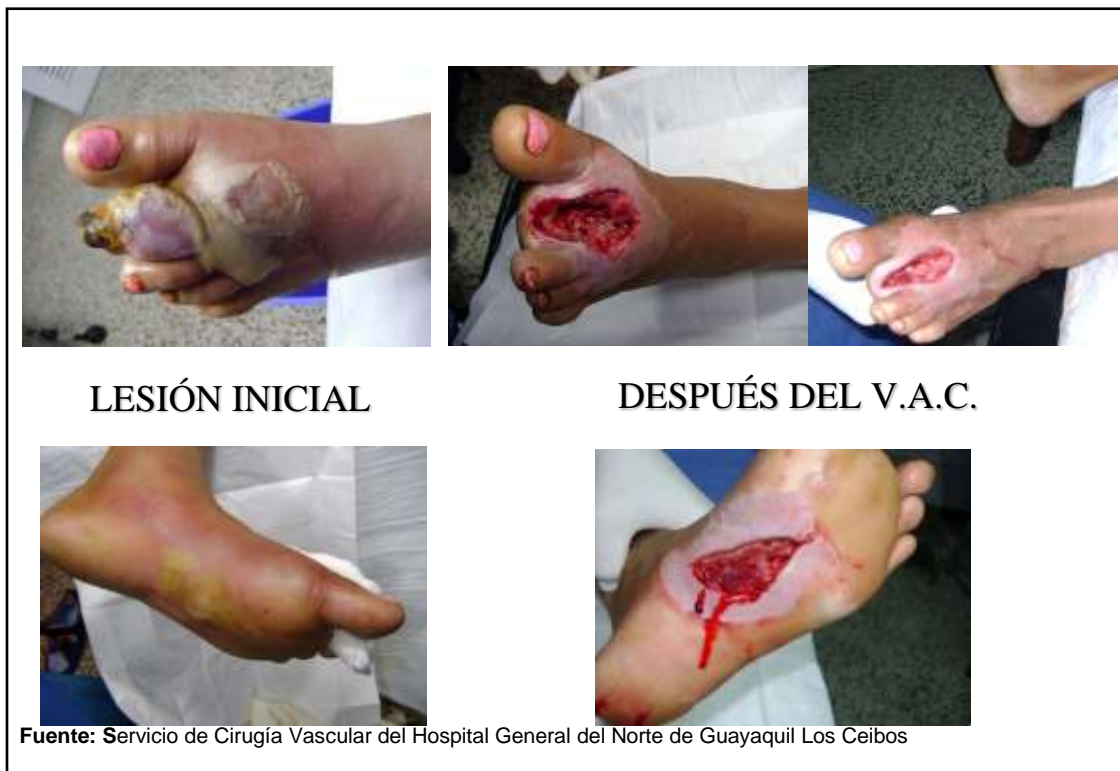 LESIÓN INICIAL
DESPUÉS DEL V.A.C.
Fuente: Servicio de Cirugía Vascular del Hospital General del Norte de Guayaquil Los Ceibos